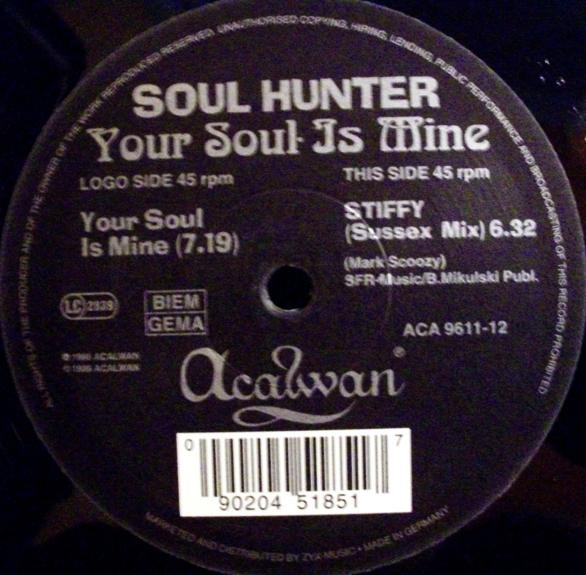 ALL RIGHTS OF THE PRODUCER AND OF THE OWNER OF THE WORK REPRODUCED RESERVED. UNAUTHORISED COPYING, HIRING, LENDING, PUBLIC PERFORMANCE AND BROADCASTING OF THIS RECORD PROHIBITED
SOUL HUNTER
Your Soul Is Mine
LOGO SIDE 45 rpm
THIS SIDE 45 rpm
Your Soul
Is Mine (7.19)
STIFFY
(Sussex Mix) 6.32
(Mark Scoozy)
SFR-Music/B.Mikulski Publ.
LC 2939
BIEM
GEMA
ACA 9611-12
℗ 1996 ACALWAN
© 1996 ACALWAN
Acalwan®
0 90204 51851 7
MARKETED AND DISTRIBUTED BY ZYX MUSIC • MADE IN GERMANY